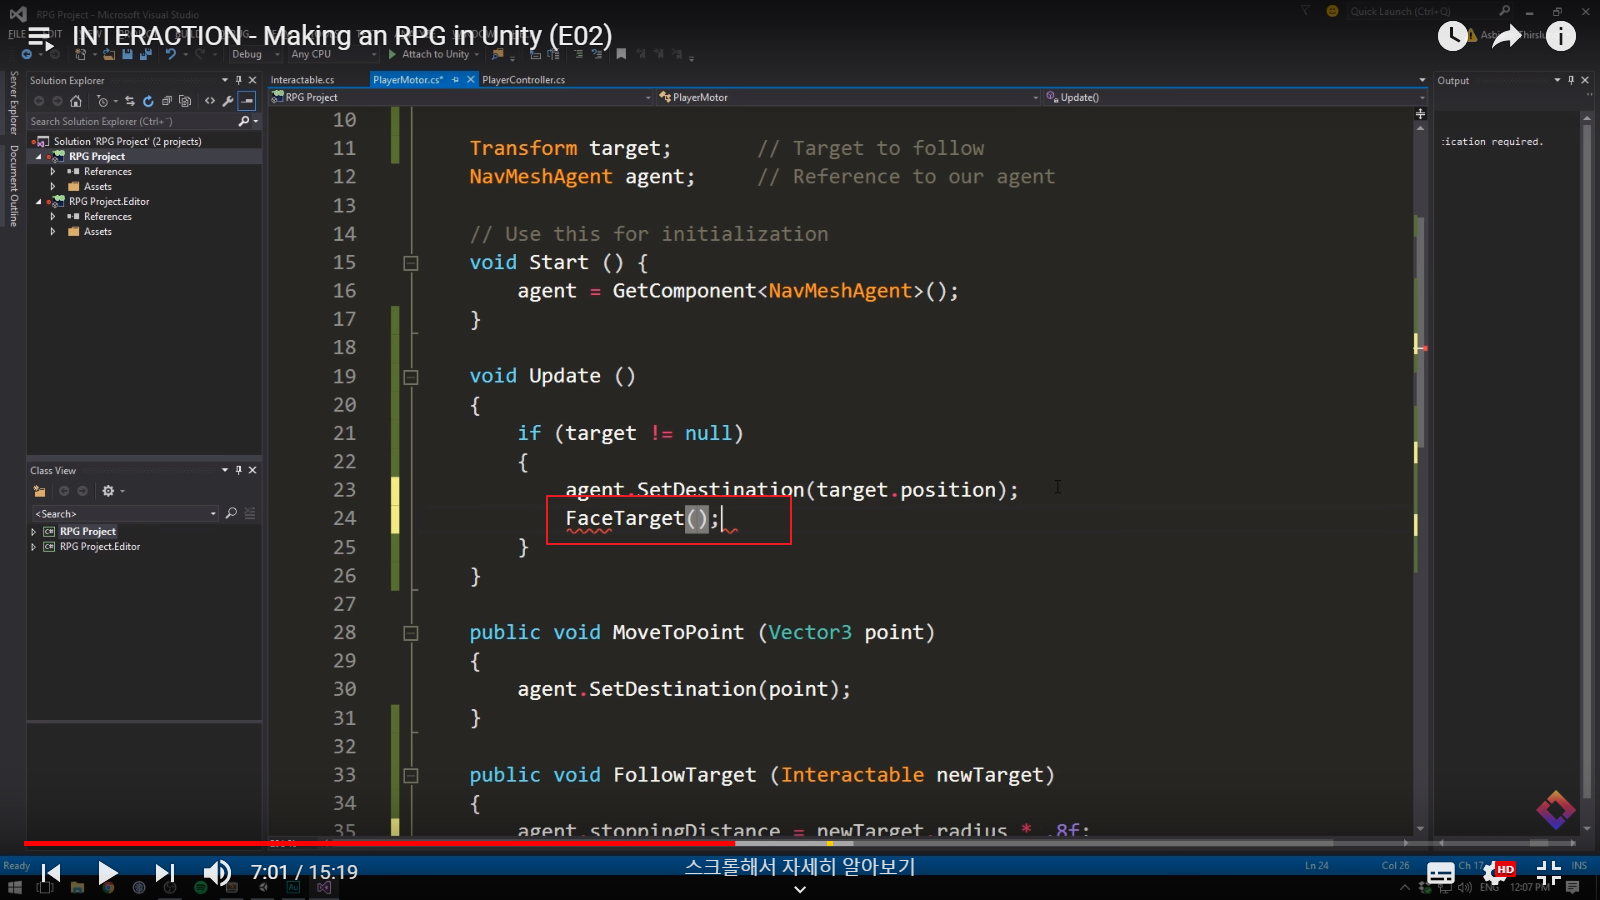 RPG Project - Microsoft Visual Studio
Quick Launch (Ctrl+Q)
INTERACTION - Making an RPG in Unity (E02)
FILE
Debug
Any CPU
Attach to Unity
Server Explorer
Document Outline
Solution Explorer
Search Solution Explorer (Ctrl+¨)
Solution 'RPG Project' (2 projects)
RPG Project
References
Assets
RPG Project.Editor
References
Assets
Class View
<Search>
RPG Project
RPG Project.Editor
Interactable.cs
PlayerMotor.cs*
PlayerController.cs
RPG Project
PlayerMotor
Update()
10
11 Transform target; // Target to follow
12 NavMeshAgent agent; // Reference to our agent
13
14 // Use this for initialization
15 void Start () {
16 agent = GetComponent<NavMeshAgent>();
17 }
18
19 void Update ()
20 {
21 if (target != null)
22 {
23 agent.SetDestination(target.position);
24 FaceTarget();
25 }
26 }
27
28 public void MoveToPoint (Vector3 point)
29 {
30 agent.SetDestination(point);
31 }
32
33 public void FollowTarget (Interactable newTarget)
34 {
35 agent.stoppingDistance = newTarget.radius * .8f;
Output
ication required.
Ready
7:01 / 15:19
스크롤해서 자세히 알아보기
Ln 24
Col 26
Ch 17
HD
INS
ENG
12:07 PM